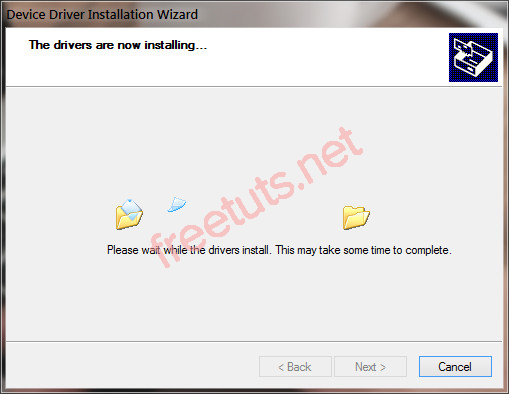 Device Driver Installation Wizard
The drivers are now installing...
freetuts.net
Please wait while the drivers install. This may take some time to complete.
< Back
Next >
Cancel